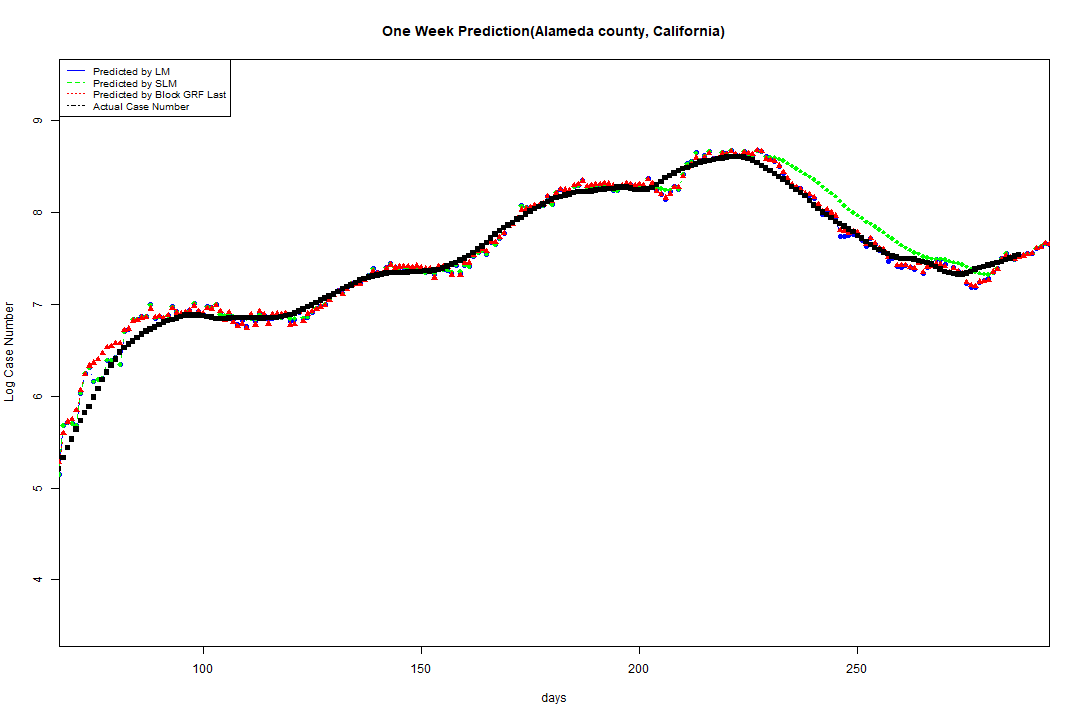 One Week Prediction(Alameda county, California)
Predicted by LM
Predicted by SLM
Predicted by Block GRF Last
Actual Case Number
Log Case Number
9
8
7
6
5
4
100 150 200 250
days